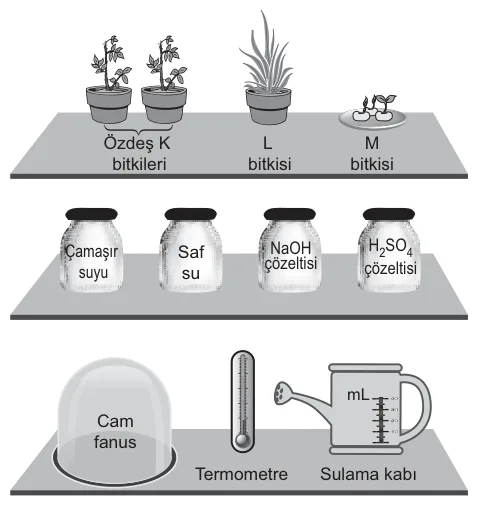 Özdeş K
bitkileri
L
bitkisi
M
bitkisi
Çamaşır
suyu
Saf
su
NaOH
çözeltisi
H₂SO₄
çözeltisi
Cam
fanus
Termometre
mL
Sulama kabı